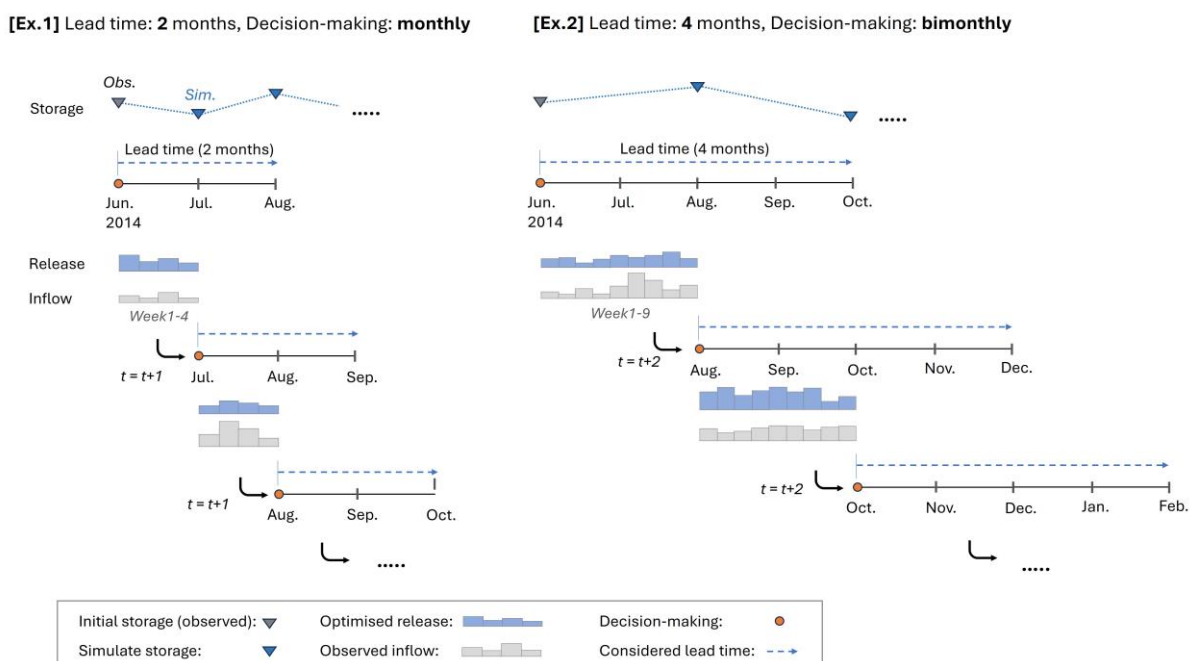 [Ex.1] Lead time: 2 months, Decision-making: monthly
Obs.
Sim.
Storage
.....
Lead time (2 months)
Jun. Jul. Aug.
2014
Release
Inflow
Week1-4
t = t+1
Jul. Aug. Sep.
t = t+1
Aug. Sep. Oct.
.....
[Ex.2] Lead time: 4 months, Decision-making: bimonthly
.....
Lead time (4 months)
Jun. Jul. Aug. Sep. Oct.
2014
Week1-9
t = t+2
Aug. Sep. Oct. Nov. Dec.
t = t+2
Oct. Nov. Dec. Jan. Feb.
.....
Initial storage (observed): Optimised release: Decision-making:
Simulate storage: Observed inflow: Considered lead time: